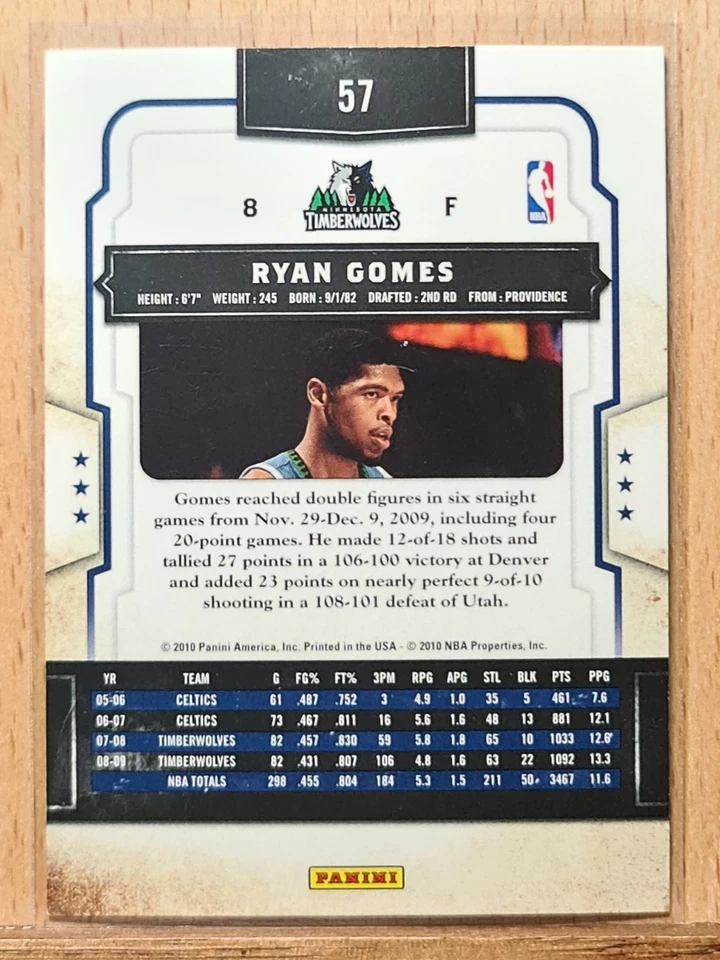 57
8 MINNESOTA TIMBERWOLVES F NBA
RYAN GOMES
HEIGHT : 6'7" WEIGHT : 245 BORN : 9/1/82 DRAFTED : 2ND RD FROM : PROVIDENCE
Gomes reached double figures in six straight
games from Nov. 29-Dec. 9, 2009, including four
20-point games. He made 12-of-18 shots and
tallied 27 points in a 106-100 victory at Denver
and added 23 points on nearly perfect 9-of-10
shooting in a 108-101 defeat of Utah.
© 2010 Panini America, Inc. Printed in the USA - © 2010 NBA Properties, Inc.
YR TEAM G FG% FT% 3PM RPG APG STL BLK PTS PPG
05-06 CELTICS 61 .487 .752 3 4.9 1.0 35 5 461 7.6
06-07 CELTICS 73 .467 .811 16 5.6 1.6 48 13 881 12.1
07-08 TIMBERWOLVES 82 .457 .830 59 5.8 1.8 65 10 1033 12.6
08-09 TIMBERWOLVES 82 .431 .807 106 4.8 1.6 63 22 1092 13.3
NBA TOTALS 298 .455 .804 184 5.3 1.5 211 50 3467 11.6
PANINI